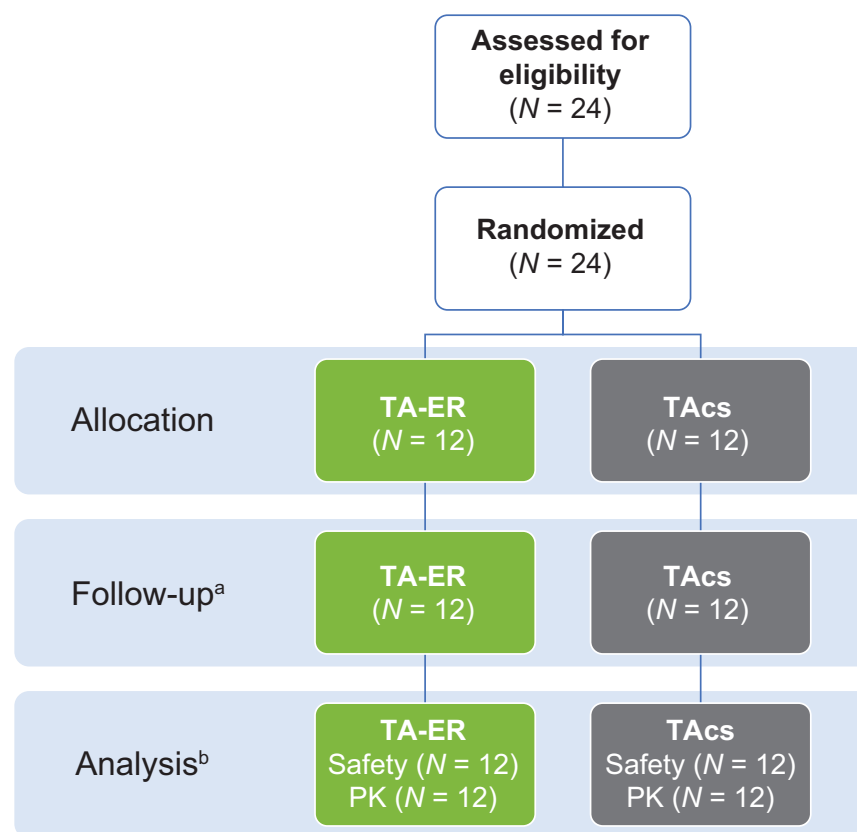 Assessed for
eligibility
(N = 24)
Randomized
(N = 24)
Allocation
TA-ER
(N = 12)
TAcs
(N = 12)
Follow-upᵃ
TA-ER
(N = 12)
TAcs
(N = 12)
Analysisᵇ
TA-ER
Safety (N = 12)
PK (N = 12)
TAcs
Safety (N = 12)
PK (N = 12)